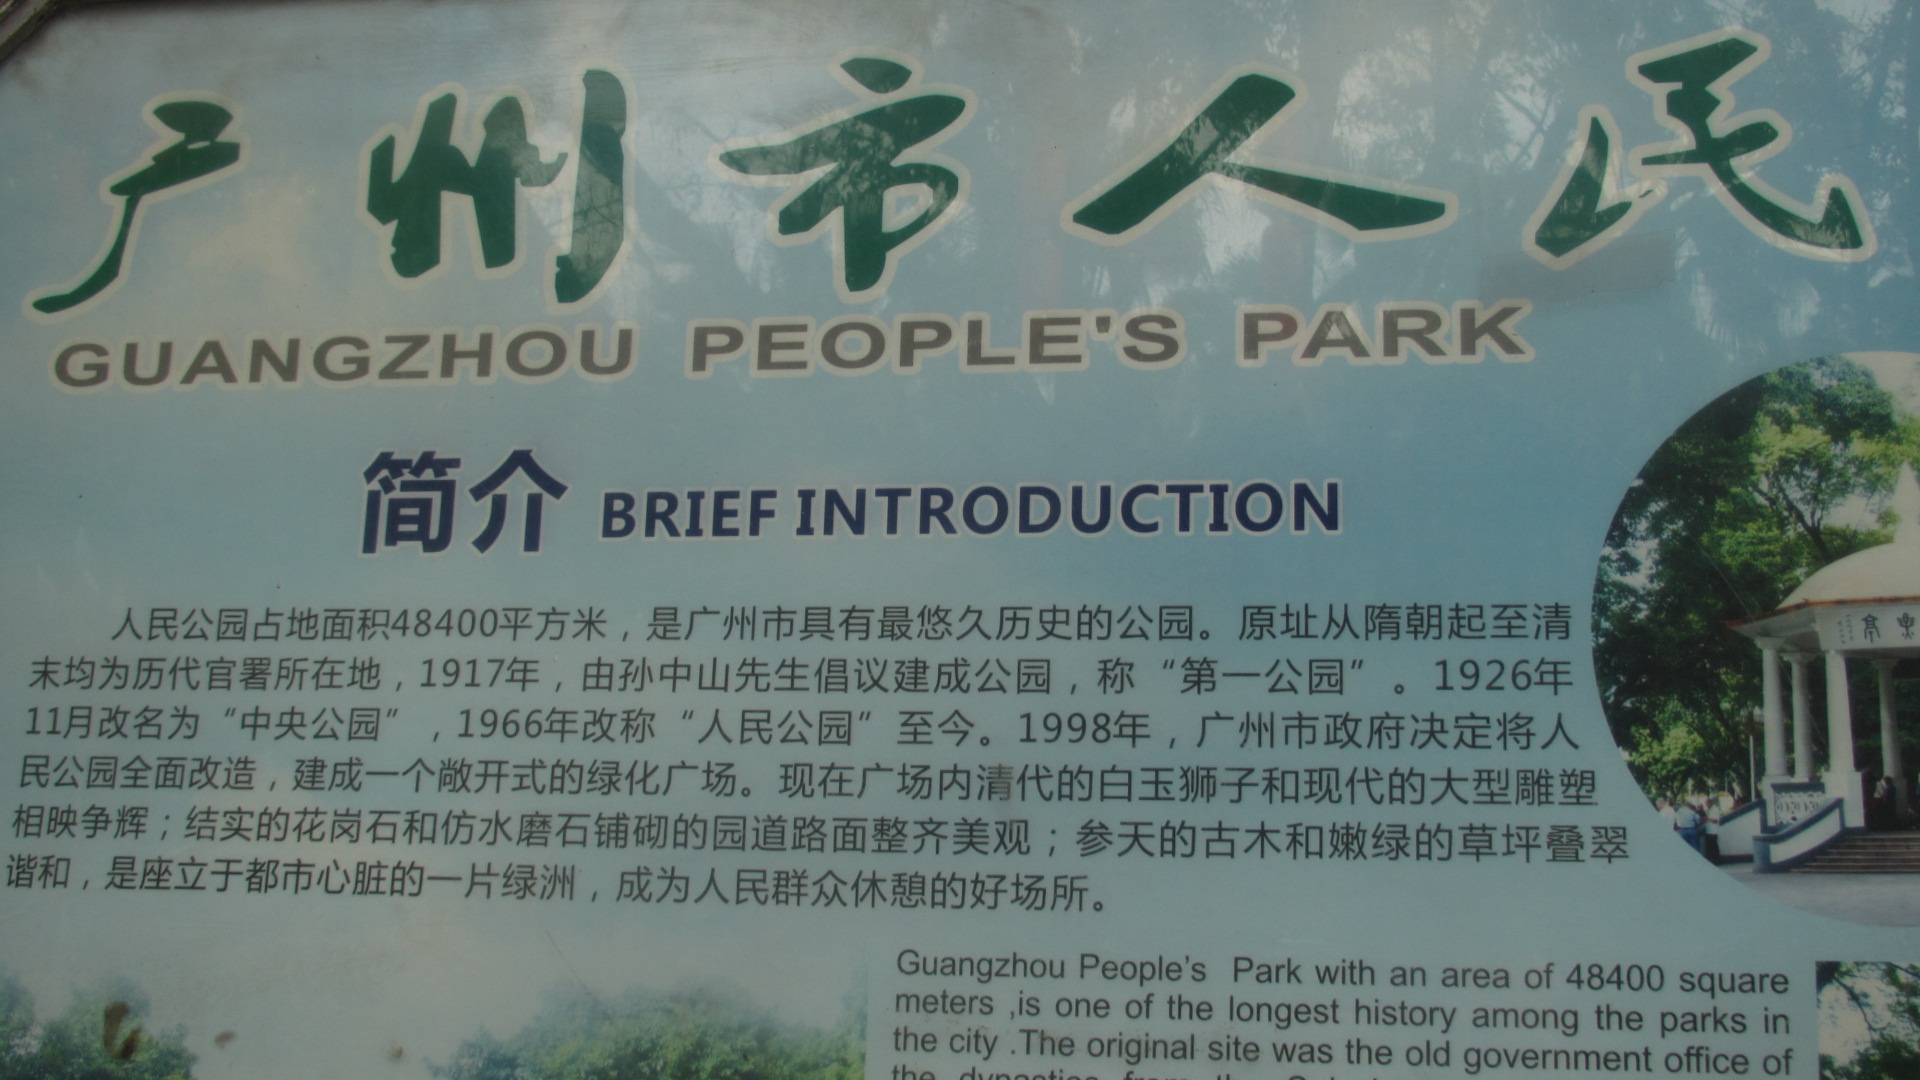 广州市人民
GUANGZHOU PEOPLE'S PARK
简介 BRIEF INTRODUCTION
人民公园占地面积48400平方米，是广州市具有最悠久历史的公园。原址从隋朝起至清
末均为历代官署所在地，1917年，由孙中山先生倡议建成公园，称“第一公园”。1926年
11月改名为“中央公园”，1966年改称“人民公园”至今。1998年，广州市政府决定将人
民公园全面改造，建成一个敞开式的绿化广场。现在广场内清代的白玉狮子和现代的大型雕塑
相映争辉；结实的花岗石和仿水磨石铺砌的园道路面整齐美观；参天的古木和嫩绿的草坪叠翠
谐和，是座立于都市心脏的一片绿洲，成为人民群众休憩的好场所。
Guangzhou People's Park with an area of 48400 square
meters ,is one of the longest history among the parks in
the city .The original site was the old government office of
the dynasties from the